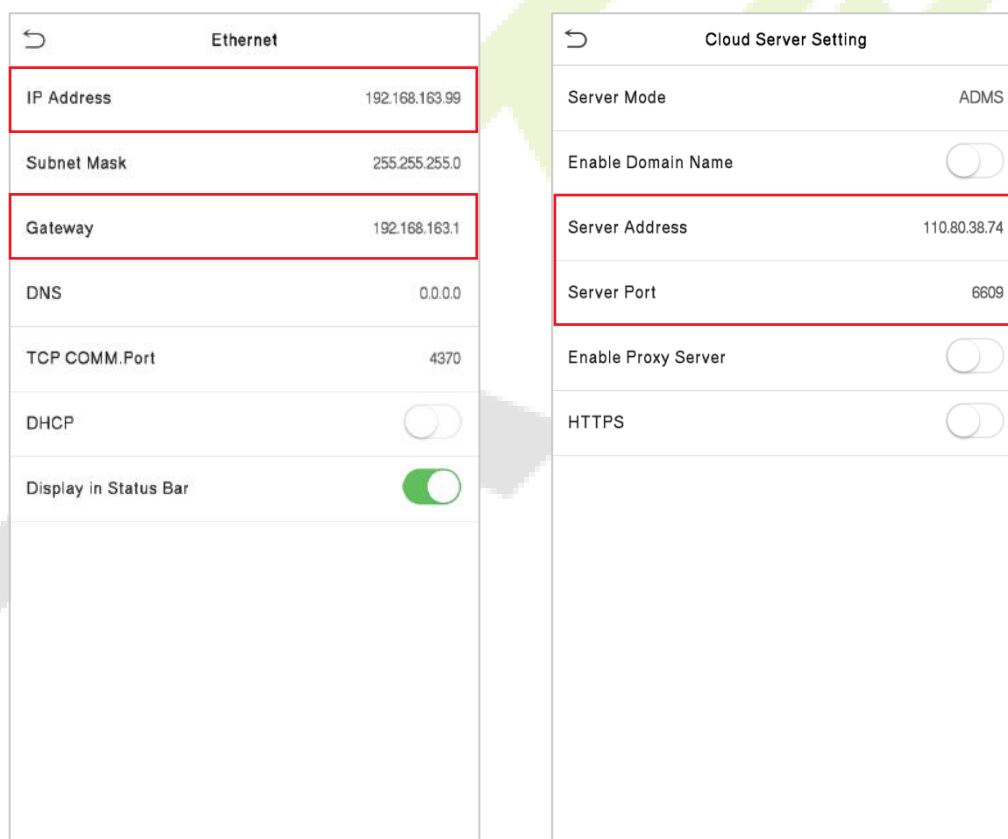 Ethernet
IP Address 192.168.163.99
Subnet Mask 255.255.255.0
Gateway 192.168.163.1
DNS 0.0.0.0
TCP COMM.Port 4370
DHCP
Display in Status Bar
Cloud Server Setting
Server Mode ADMS
Enable Domain Name
Server Address 110.80.38.74
Server Port 6609
Enable Proxy Server
HTTPS